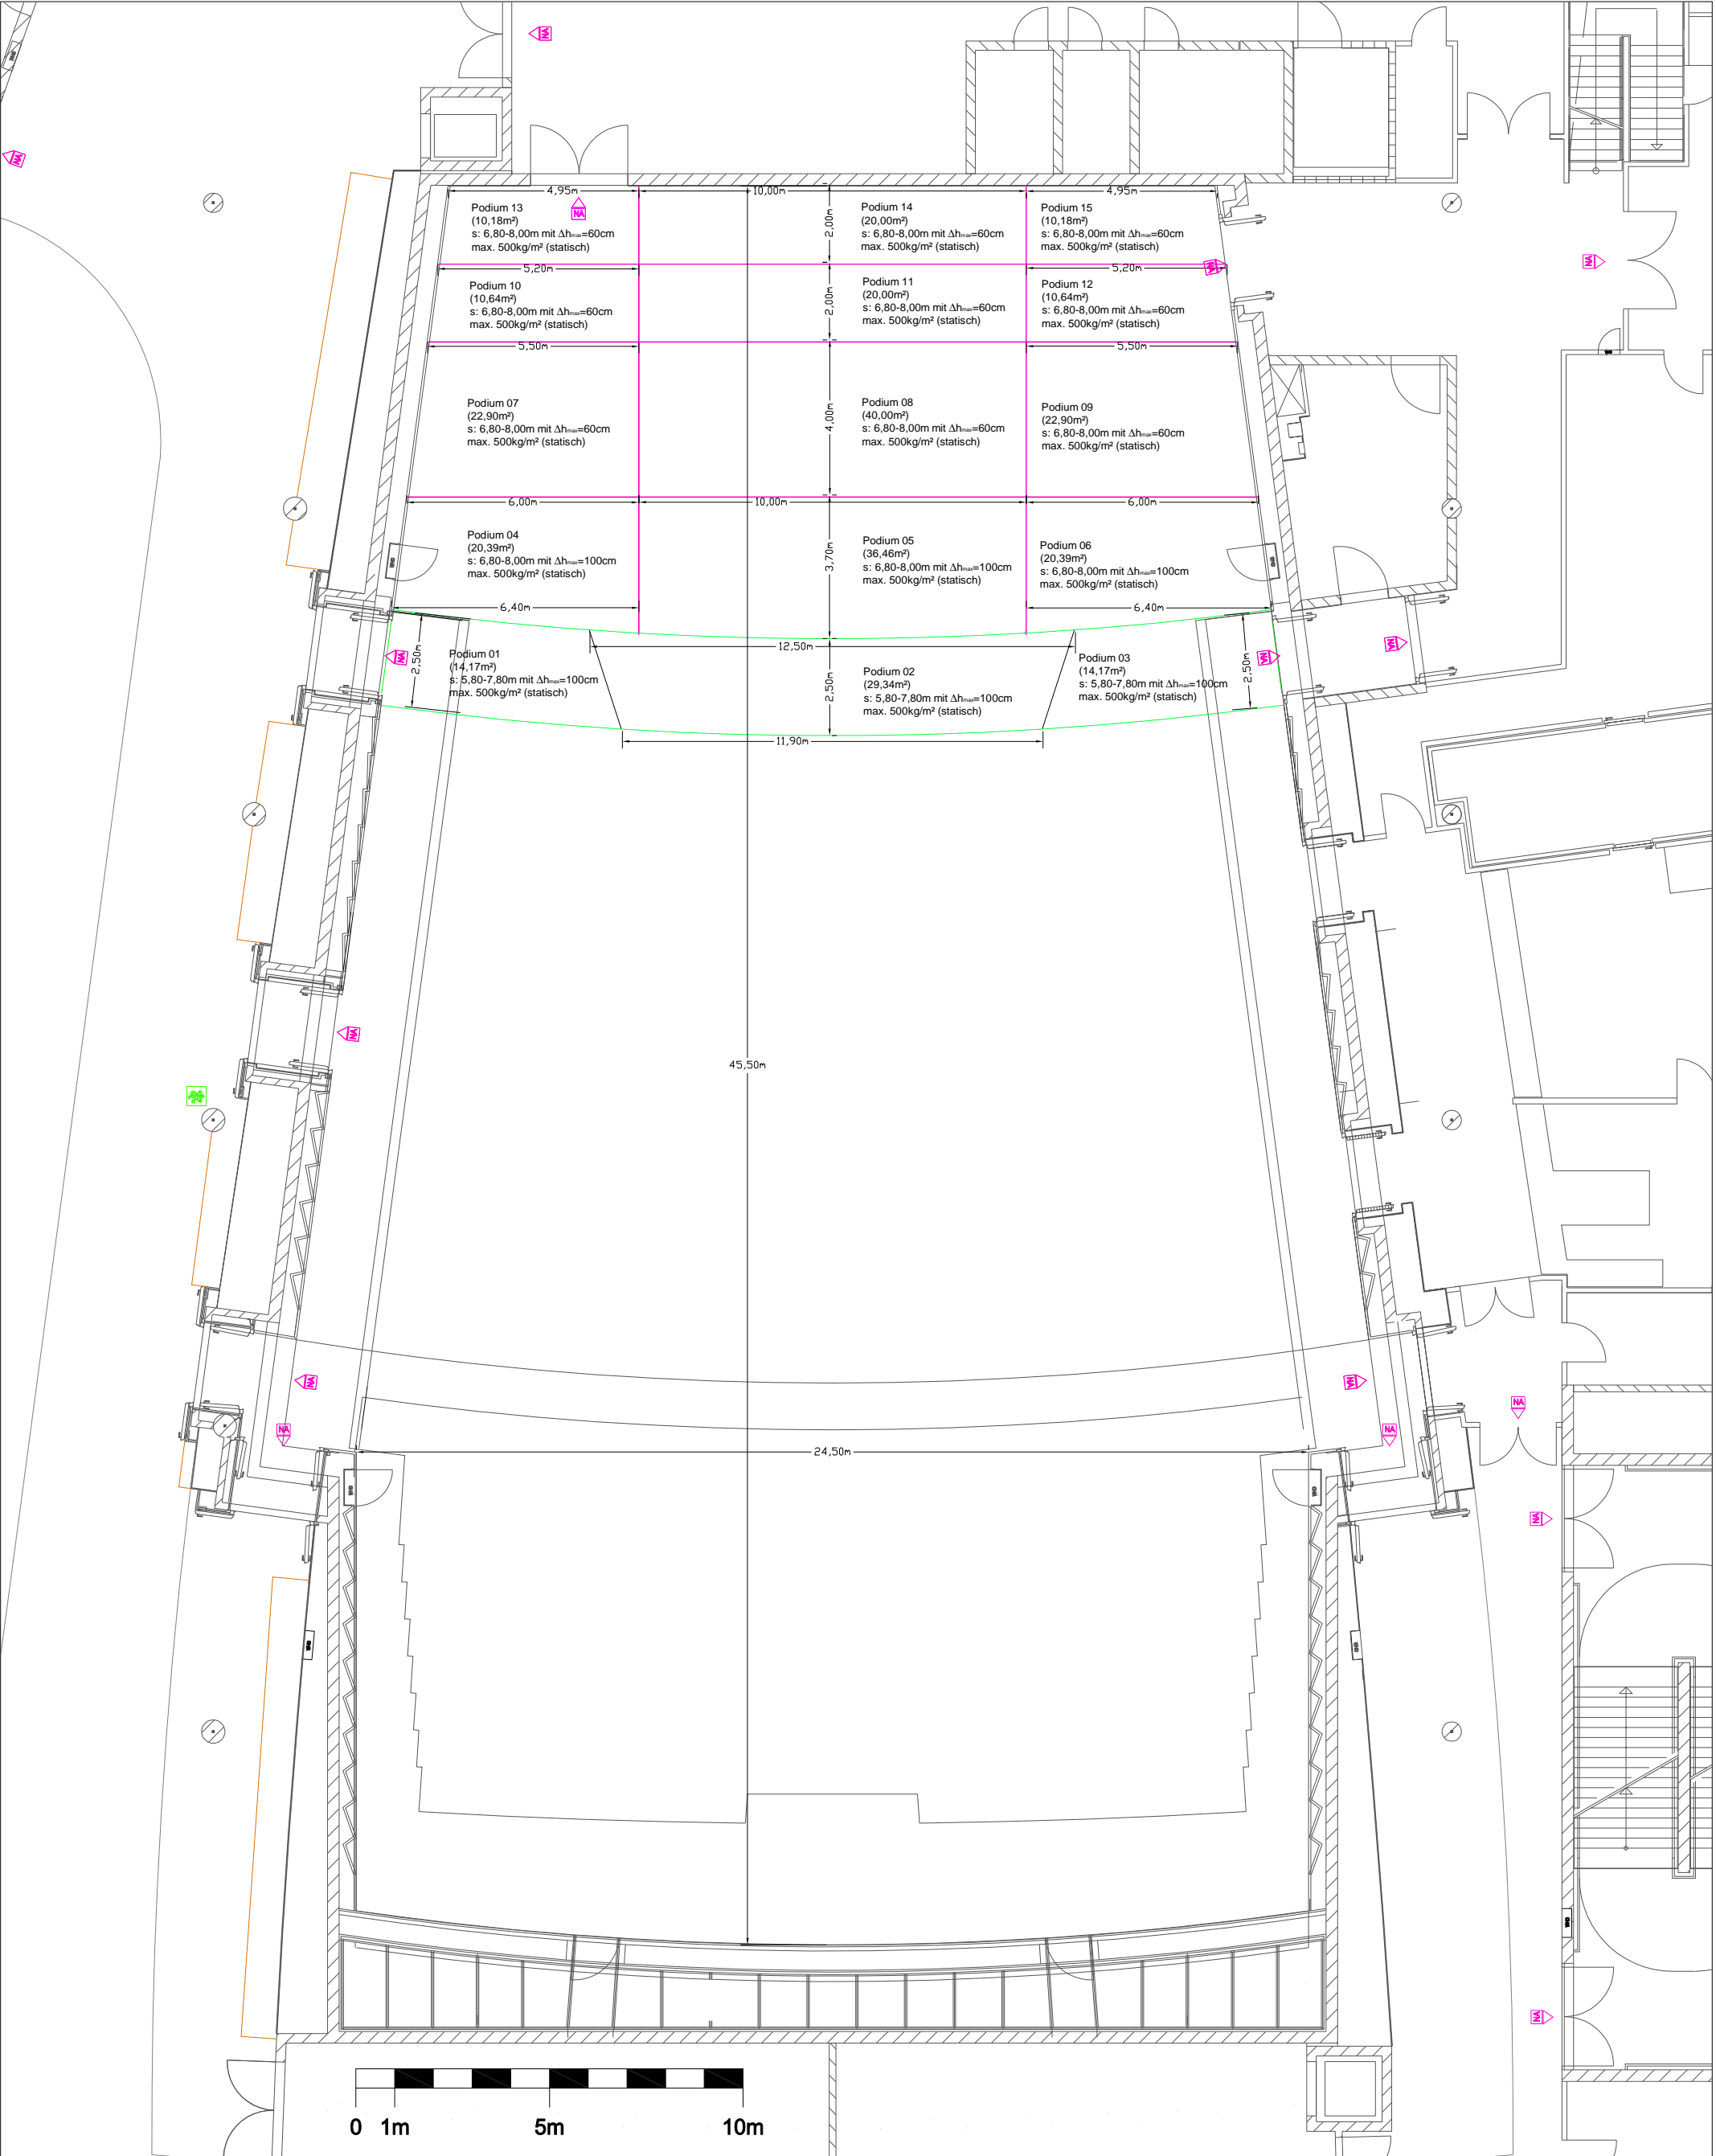 4,95m
10,00m
4,95m
Podium 13
(10,18m²)
s: 6,80-8,00m mit Δhmax=60cm
max. 500kg/m² (statisch)
NA
2,00m
Podium 14
(20,00m²)
s: 6,80-8,00m mit Δhmax=60cm
max. 500kg/m² (statisch)
Podium 15
(10,18m²)
s: 6,80-8,00m mit Δhmax=60cm
max. 500kg/m² (statisch)
5,20m
5,20m
Podium 10
(10,64m²)
s: 6,80-8,00m mit Δhmax=60cm
max. 500kg/m² (statisch)
2,00m
Podium 11
(20,00m²)
s: 6,80-8,00m mit Δhmax=60cm
max. 500kg/m² (statisch)
Podium 12
(10,64m²)
s: 6,80-8,00m mit Δhmax=60cm
max. 500kg/m² (statisch)
5,50m
5,50m
Podium 07
(22,90m²)
s: 6,80-8,00m mit Δhmax=60cm
max. 500kg/m² (statisch)
4,00m
Podium 08
(40,00m²)
s: 6,80-8,00m mit Δhmax=60cm
max. 500kg/m² (statisch)
Podium 09
(22,90m²)
s: 6,80-8,00m mit Δhmax=60cm
max. 500kg/m² (statisch)
6,00m
10,00m
6,00m
Podium 04
(20,39m²)
s: 6,80-8,00m mit Δhmax=100cm
max. 500kg/m² (statisch)
3,70m
Podium 05
(36,46m²)
s: 6,80-8,00m mit Δhmax=100cm
max. 500kg/m² (statisch)
Podium 06
(20,39m²)
s: 6,80-8,00m mit Δhmax=100cm
max. 500kg/m² (statisch)
6,40m
6,40m
2,50m
Podium 01
(14,17m²)
s: 5,80-7,80m mit Δhmax=100cm
max. 500kg/m² (statisch)
12,50m
2,50m
Podium 02
(29,34m²)
s: 5,80-7,80m mit Δhmax=100cm
max. 500kg/m² (statisch)
Podium 03
(14,17m²)
s: 5,80-7,80m mit Δhmax=100cm
max. 500kg/m² (statisch)
2,50m
11,90m
45,50m
NA
NA
NA
24,50m
0 1m 5m 10m